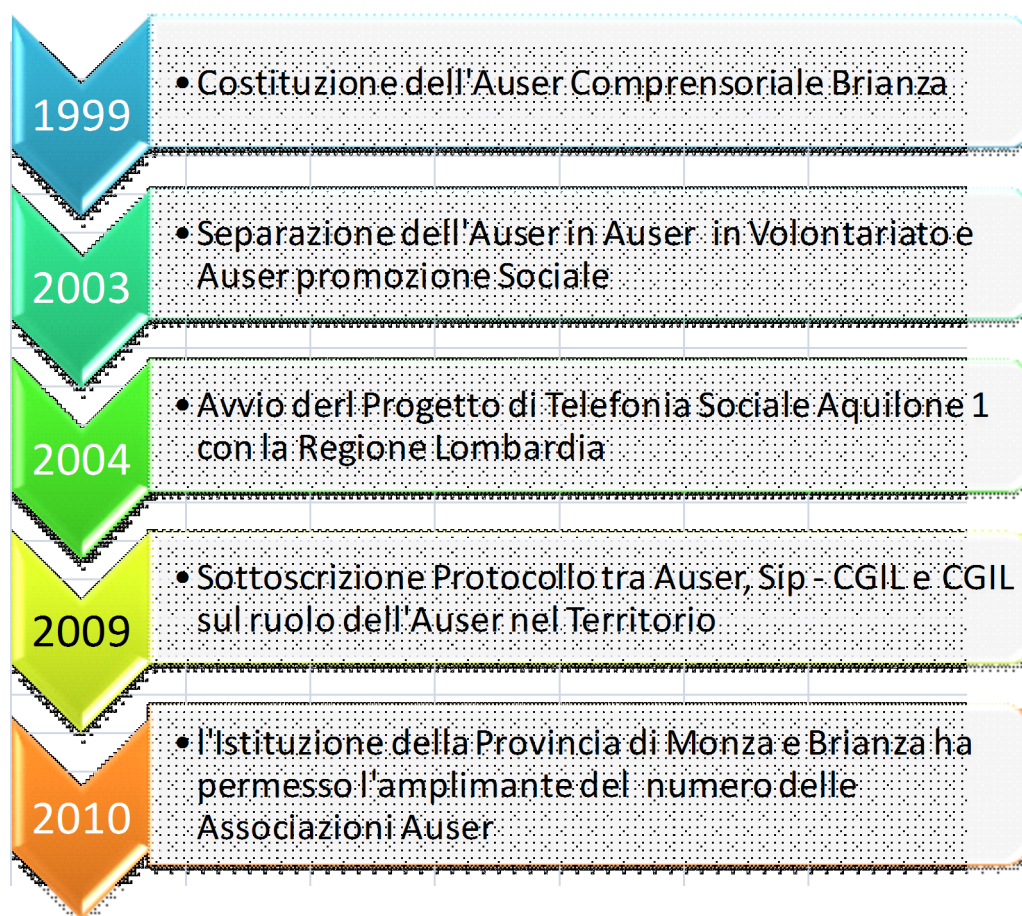 1999
• Costituzione dell'Auser Comprensoriale Brianza
2003
• Separazione dell'Auser in Auser in Volontariato e
Auser promozione Sociale
2004
• Avvio derl Progetto di Telefonia Sociale Aquilone 1
con la Regione Lombardia
2009
• Sottoscrizione Protocollo tra Auser, Sip - CGIL e CGIL
sul ruolo dell'Auser nel Territorio
2010
• l'Istituzione della Provincia di Monza e Brianza ha
permesso l'amplimante del numero delle
Associazioni Auser